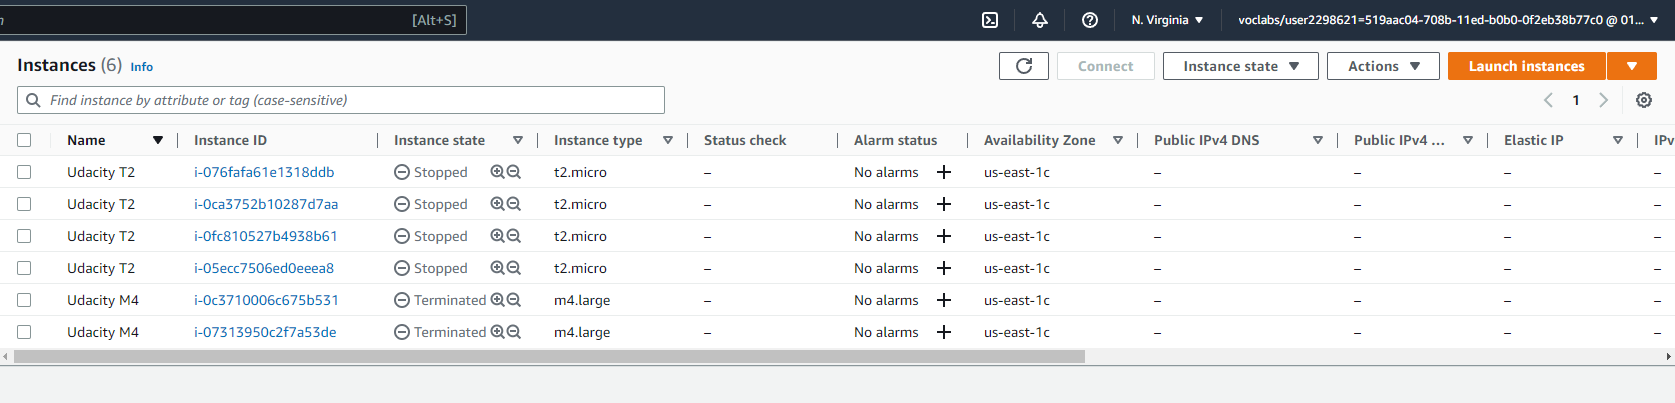 [Alt+S] N. Virginia voclabs/user2298621=519aac04-708b-11ed-b0b0-0f2eb38b77c0 @ 01...
Instances (6) Info Connect Instance state Actions Launch instances
Find instance by attribute or tag (case-sensitive) 1
Name Instance ID Instance state Instance type Status check Alarm status Availability Zone Public IPv4 DNS Public IPv4 ... Elastic IP IPv
Udacity T2 i-076fafa61e1318ddb Stopped t2.micro – No alarms + us-east-1c – – – –
Udacity T2 i-0ca3752b10287d7aa Stopped t2.micro – No alarms + us-east-1c – – – –
Udacity T2 i-0fc810527b4938b61 Stopped t2.micro – No alarms + us-east-1c – – – –
Udacity T2 i-05ecc7506ed0eeea8 Stopped t2.micro – No alarms + us-east-1c – – – –
Udacity M4 i-0c3710006c675b531 Terminated m4.large – No alarms + us-east-1c – – – –
Udacity M4 i-07313950c2f7a53de Terminated m4.large – No alarms + us-east-1c – – – –